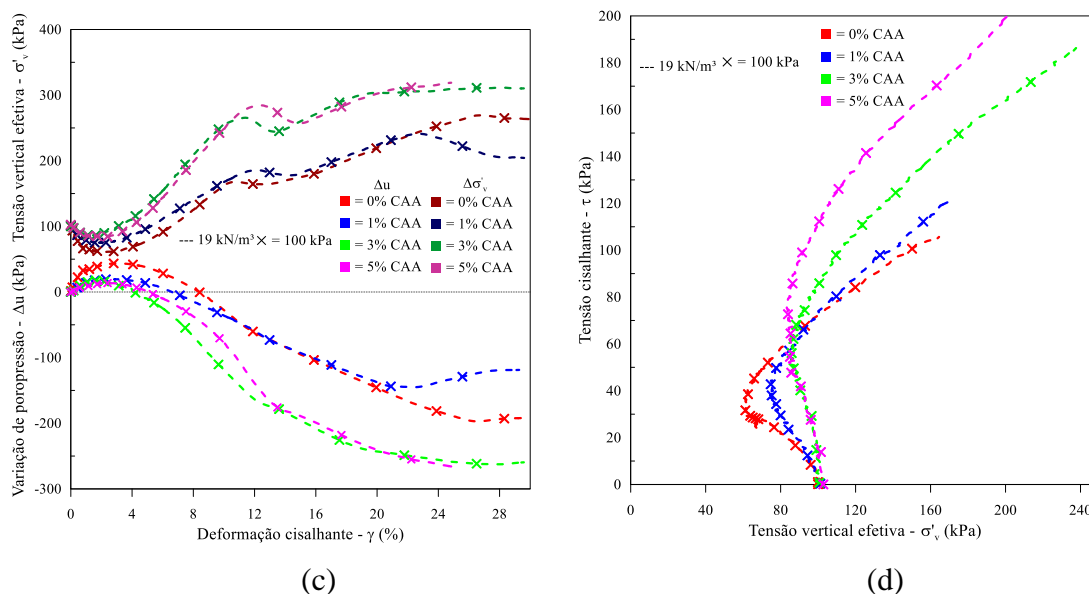 Variação de poropressão - Δu (kPa) Tensão vertical efetiva - σ'v (kPa)
400
300
200
100
0
-100
-200
-300
Δu Δσ'v
= 0% CAA = 0% CAA
= 1% CAA = 1% CAA
= 3% CAA = 3% CAA
= 5% CAA = 5% CAA
--- 19 kN/m³ × = 100 kPa
0 4 8 12 16 20 24 28
Deformação cisalhante - γ (%)
(c)
Tensão cisalhante - τ (kPa)
200
180
160
140
120
100
80
60
40
20
0
--- 19 kN/m³ × = 100 kPa
= 0% CAA
= 1% CAA
= 3% CAA
= 5% CAA
0 40 80 120 160 200 240
Tensão vertical efetiva - σ'v (kPa)
(d)